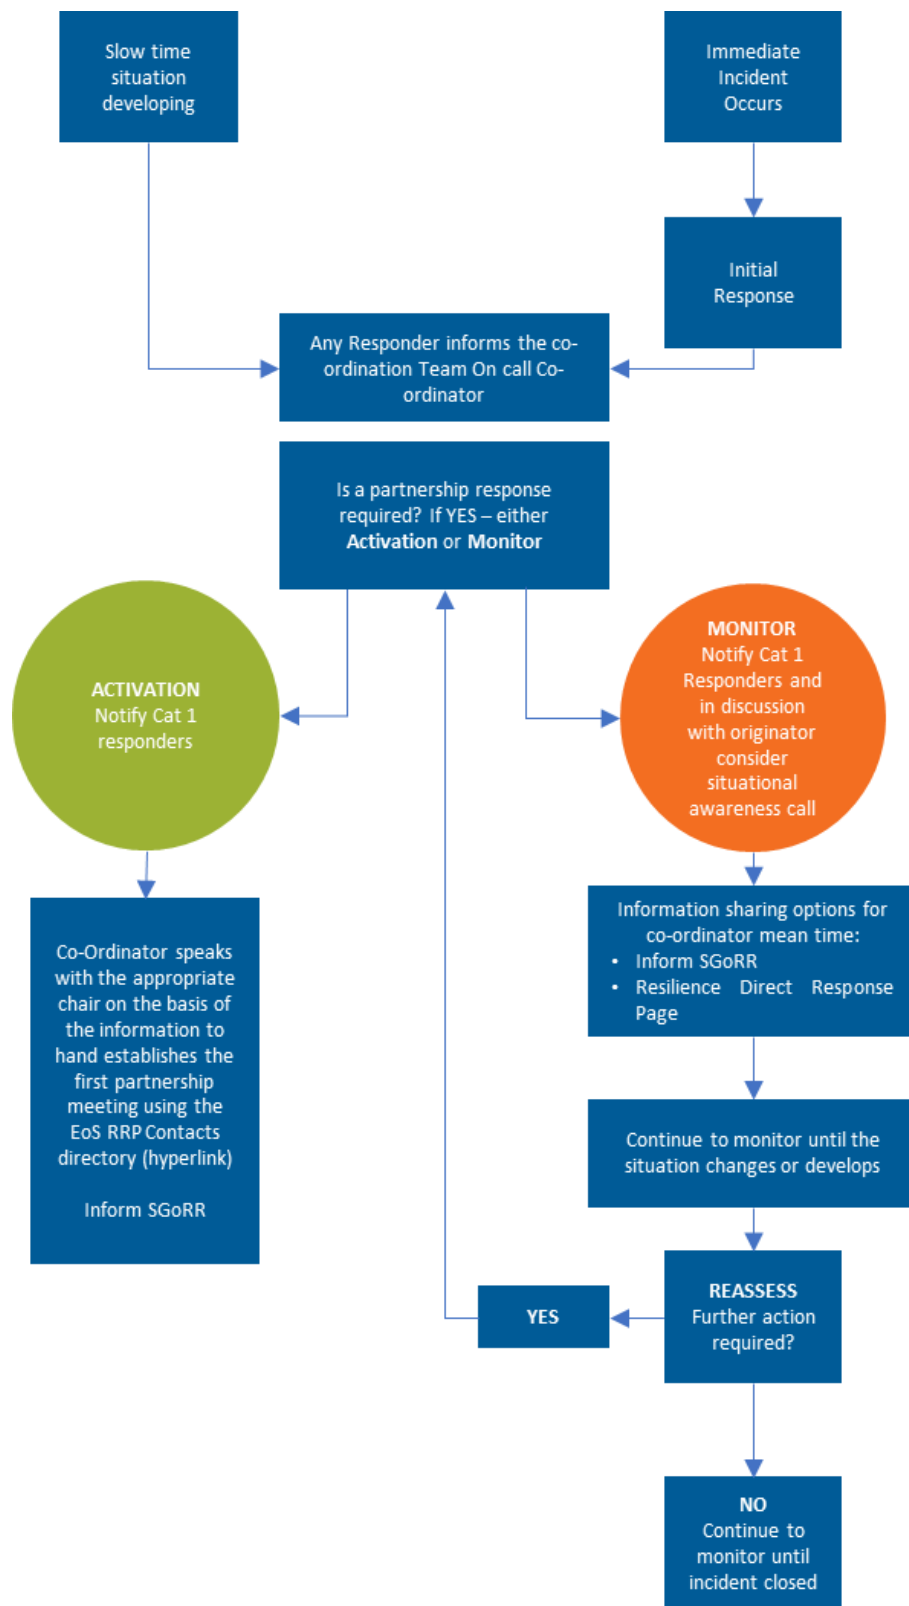 Slow time
situation
developing
Immediate
Incident
Occurs
Initial
Response
Any Responder informs the co-
ordination Team On call Co-
ordinator
Is a partnership response
required? If YES – either
Activation or Monitor
ACTIVATION
Notify Cat 1
responders
MONITOR
Notify Cat 1
Responders and
in discussion
with originator
consider
situational
awareness call
Co-Ordinator speaks
with the appropriate
chair on the basis of
the information to
hand establishes the
first partnership
meeting using the
EoS RRP Contacts
directory (hyperlink)
Inform SGoRR
Information sharing options for
co-ordinator mean time:
• Inform SGoRR
• Resilience Direct Response
Page
Continue to monitor until the
situation changes or develops
REASSESS
Further action
required?
YES
NO
Continue to
monitor until
incident closed